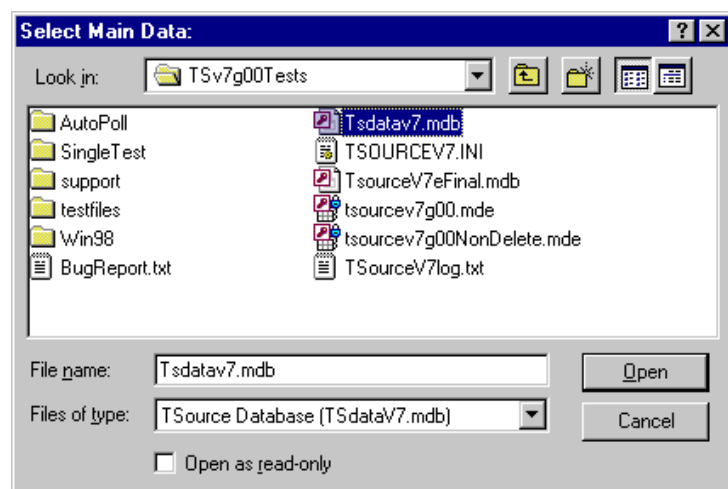 Select Main Data:
Look in: TSv7g00Tests
AutoPoll
SingleTest
support
testfiles
Win98
BugReport.txt
Tsdatav7.mdb
TSOURCEV7.INI
TsourceV7eFinal.mdb
tsourcev7g00.mde
tsourcev7g00NonDelete.mde
TSourceV7log.txt
File name: Tsdatav7.mdb
Open
Files of type: TSource Database (TSdataV7.mdb)
Cancel
Open as read-only